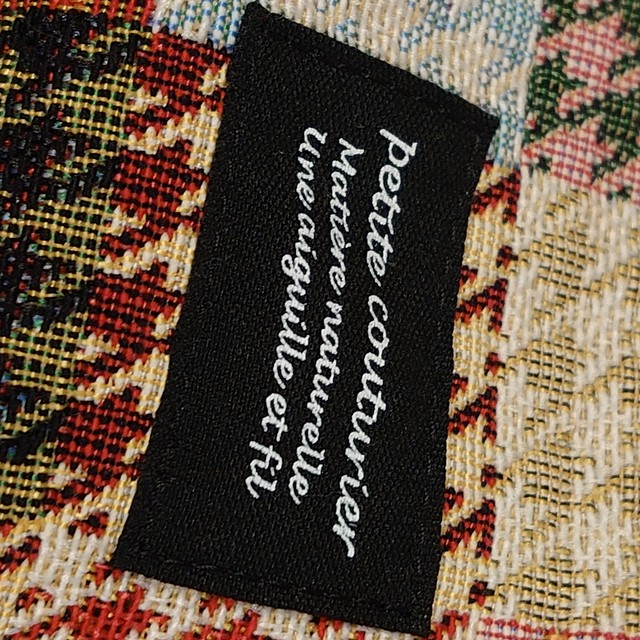 petite couturier
Matière naturelle
Une aiguille et fil